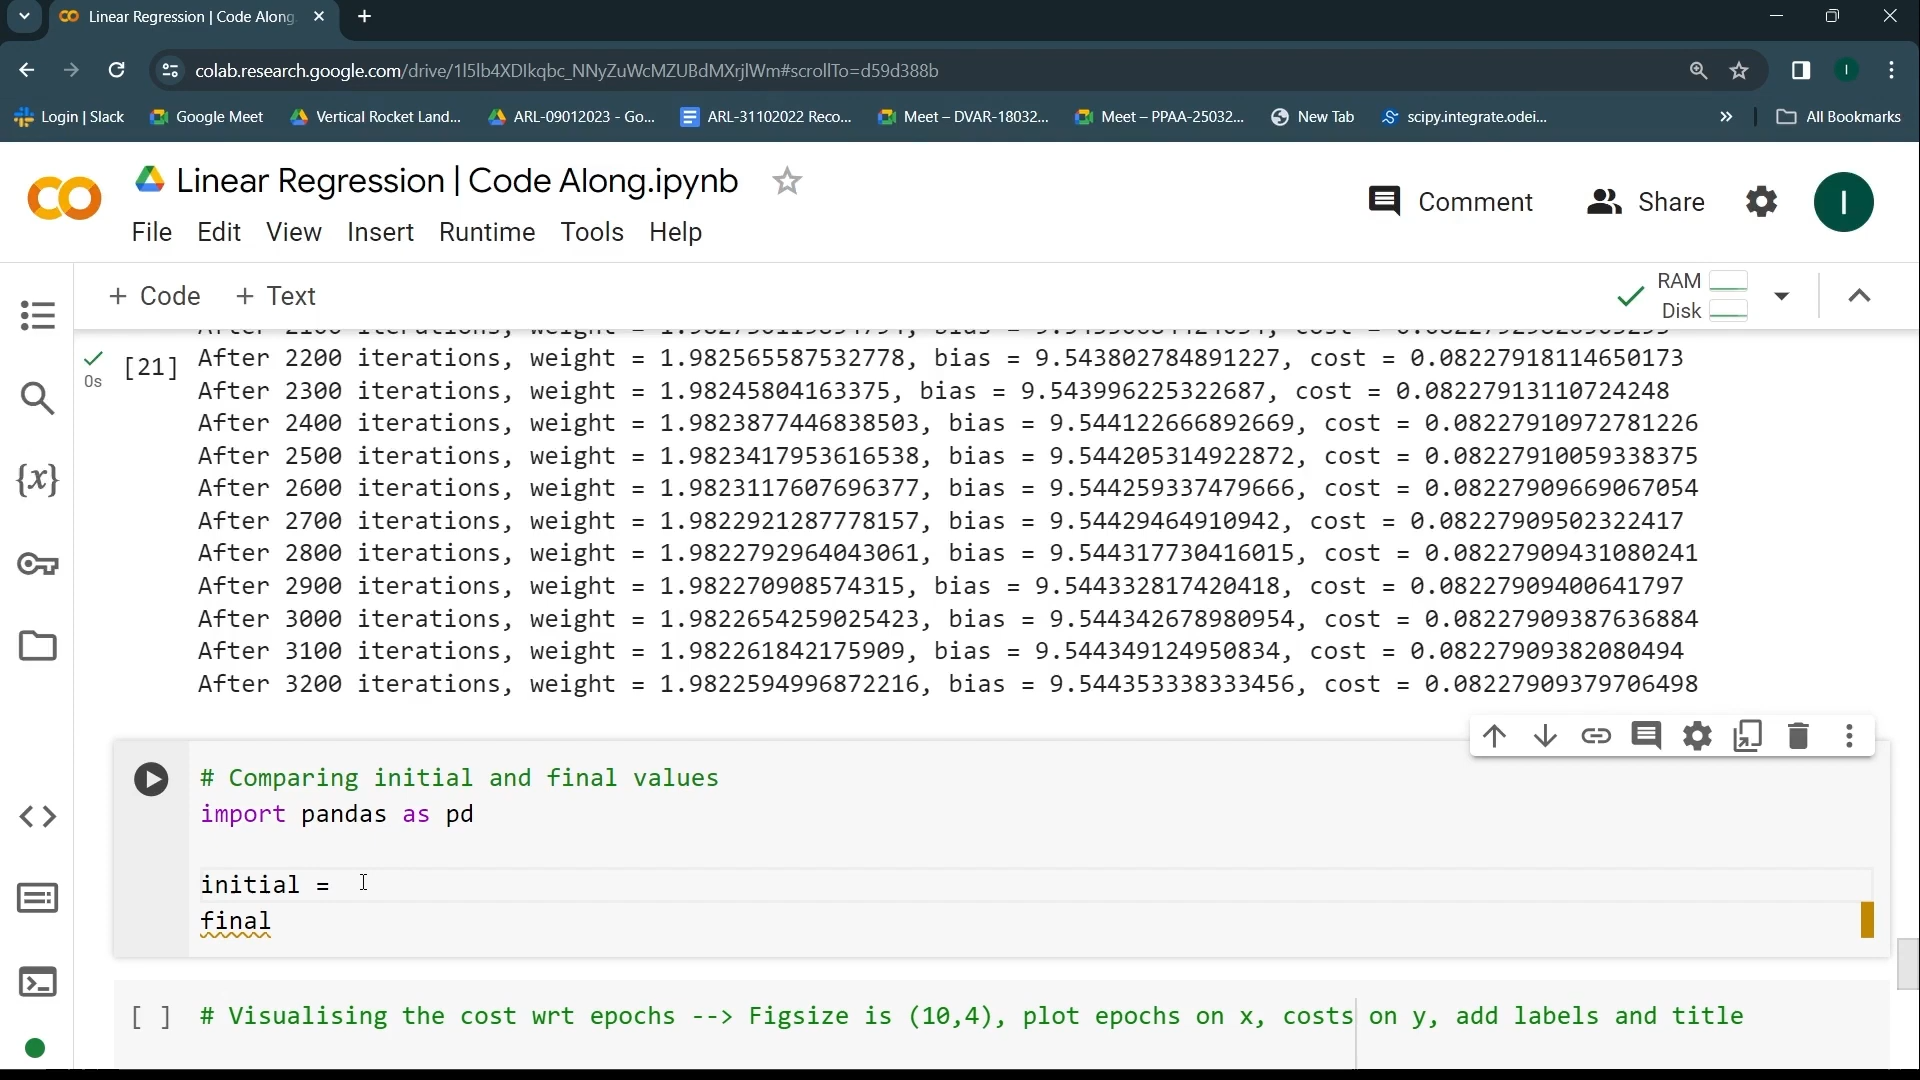 Linear Regression | Code Along
colab.research.google.com/drive/1I5lb4XDIkqbc_NNyZuWcMZUBdMXrjlWm#scrollTo=d59d388b
Login | Slack
Google Meet
Vertical Rocket Land...
ARL-09012023 - Go...
ARL-31102022 Reco...
Meet – DVAR-18032...
Meet – PPAA-25032...
New Tab
scipy.integrate.odei...
»
All Bookmarks
Linear Regression | Code Along.ipynb
Comment
Share
I
File Edit View Insert Runtime Tools Help
+ Code + Text
RAM
Disk
After 2200 iterations, weight = 1.982565587532778, bias = 9.543802784891227, cost = 0.08227918114650173
[21]
0s
After 2300 iterations, weight = 1.98245804163375, bias = 9.543996225322687, cost = 0.08227913110724248
After 2400 iterations, weight = 1.9823877446838503, bias = 9.544122666892669, cost = 0.08227910972781226
After 2500 iterations, weight = 1.9823417953616538, bias = 9.544205314922872, cost = 0.08227910059338375
After 2600 iterations, weight = 1.9823117607696377, bias = 9.544259337479666, cost = 0.08227909669067054
After 2700 iterations, weight = 1.9822921287778157, bias = 9.54429464910942, cost = 0.08227909502322417
After 2800 iterations, weight = 1.9822792964043061, bias = 9.544317730416015, cost = 0.08227909431080241
After 2900 iterations, weight = 1.982270908574315, bias = 9.544332817420418, cost = 0.08227909400641797
After 3000 iterations, weight = 1.9822654259025423, bias = 9.544342678980954, cost = 0.08227909387636884
After 3100 iterations, weight = 1.982261842175909, bias = 9.544349124950834, cost = 0.08227909382080494
After 3200 iterations, weight = 1.9822594996872216, bias = 9.544353338333456, cost = 0.08227909379706498
# Comparing initial and final values
import pandas as pd
initial =
final
[ ] # Visualising the cost wrt epochs --> Figsize is (10,4), plot epochs on x, costs on y, add labels and title